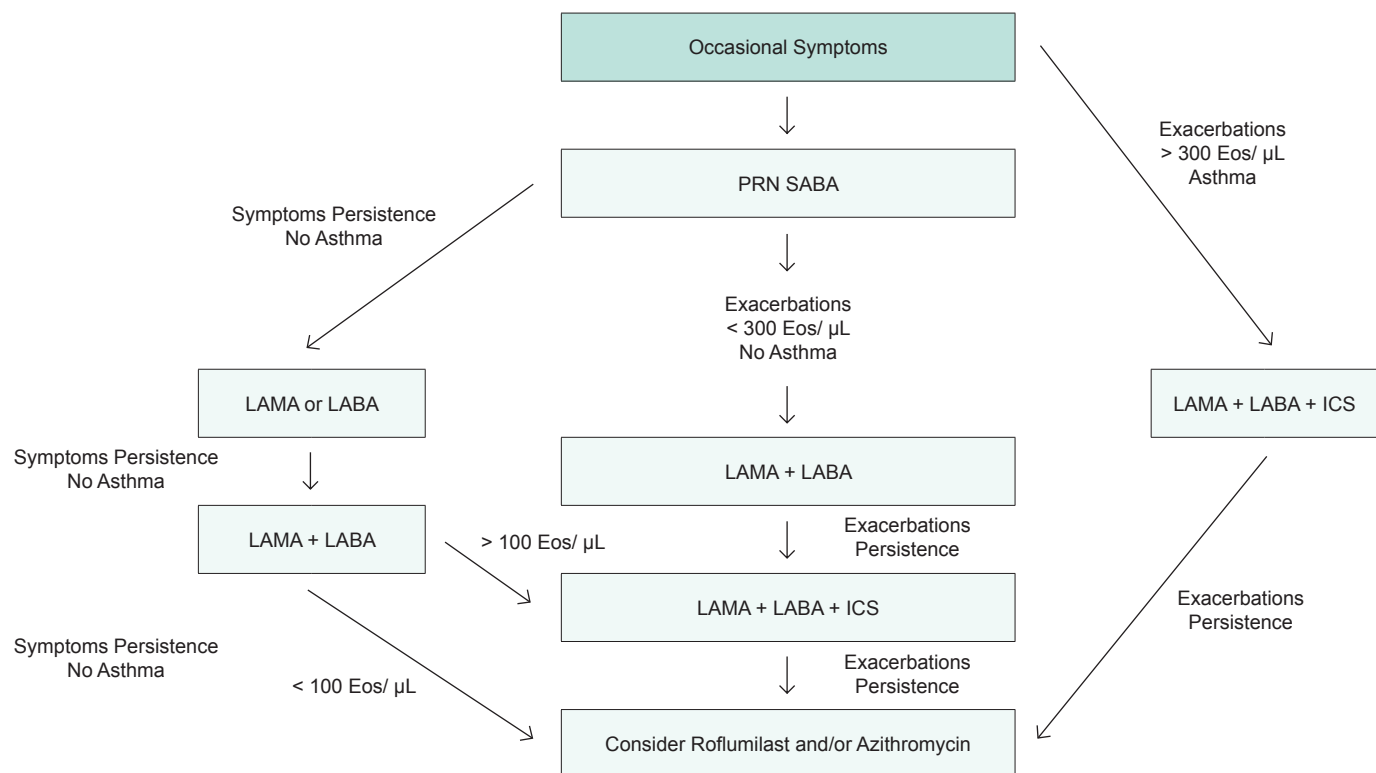 Occasional Symptoms
Exacerbations
> 300 Eos/ µL
Asthma
PRN SABA
Symptoms Persistence
No Asthma
Exacerbations
< 300 Eos/ µL
No Asthma
LAMA or LABA
LAMA + LABA + ICS
Symptoms Persistence
No Asthma
LAMA + LABA
Exacerbations
Persistence
LAMA + LABA
> 100 Eos/ µL
LAMA + LABA + ICS
Exacerbations
Persistence
Symptoms Persistence
No Asthma
< 100 Eos/ µL
Exacerbations
Persistence
Consider Roflumilast and/or Azithromycin